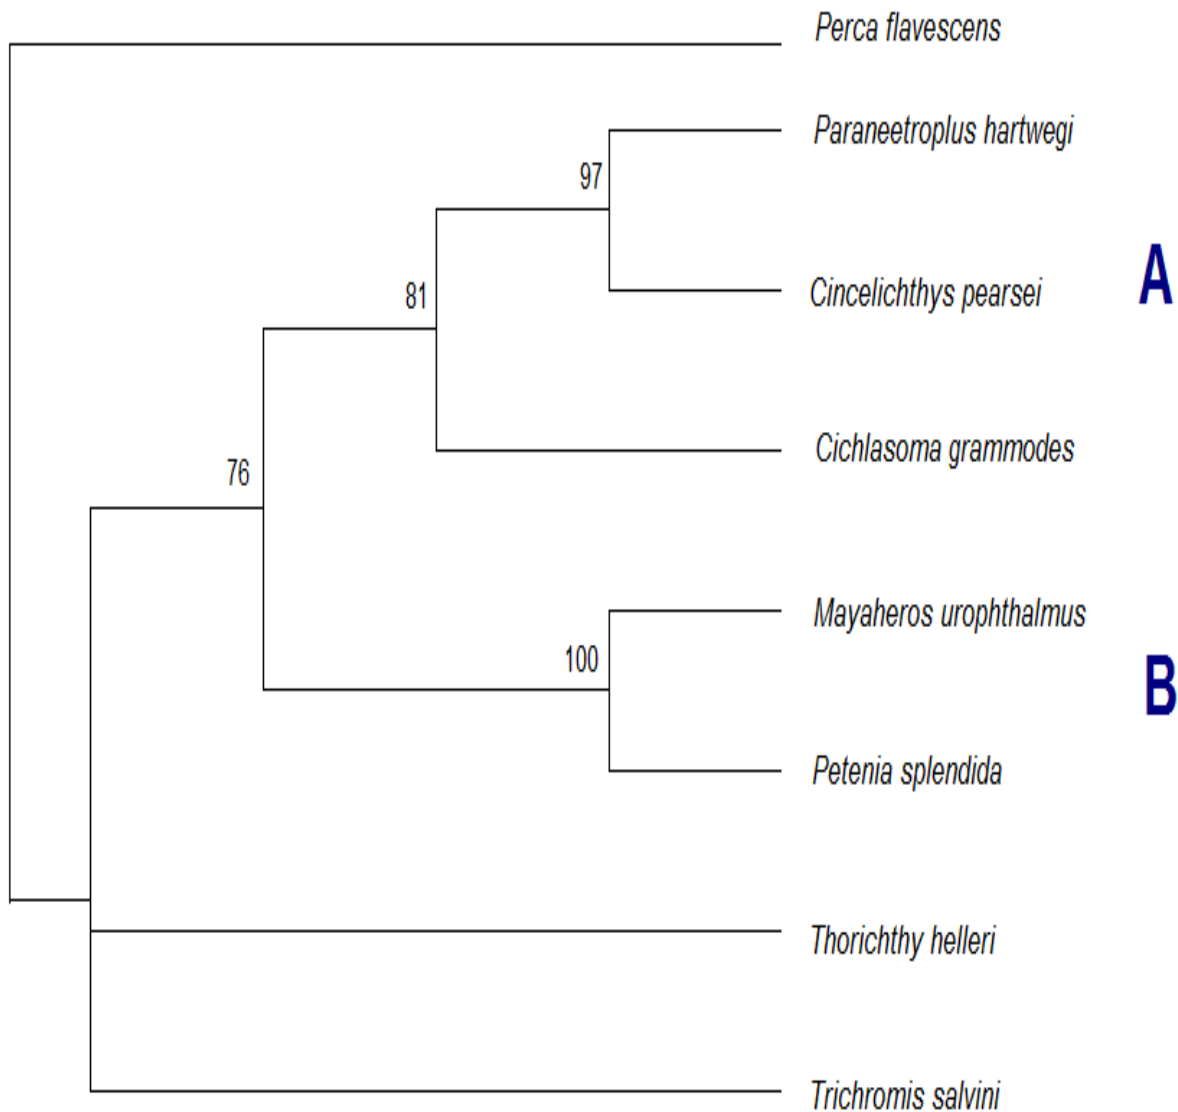 Perca flavescens
Paraneetroplus hartwegi
97
A
81
Cincelichthys pearsei
Cichlasoma grammodes
76
Mayaheros urophthalmus
100
B
Petenia splendida
Thorichthy helleri
Trichromis salvini